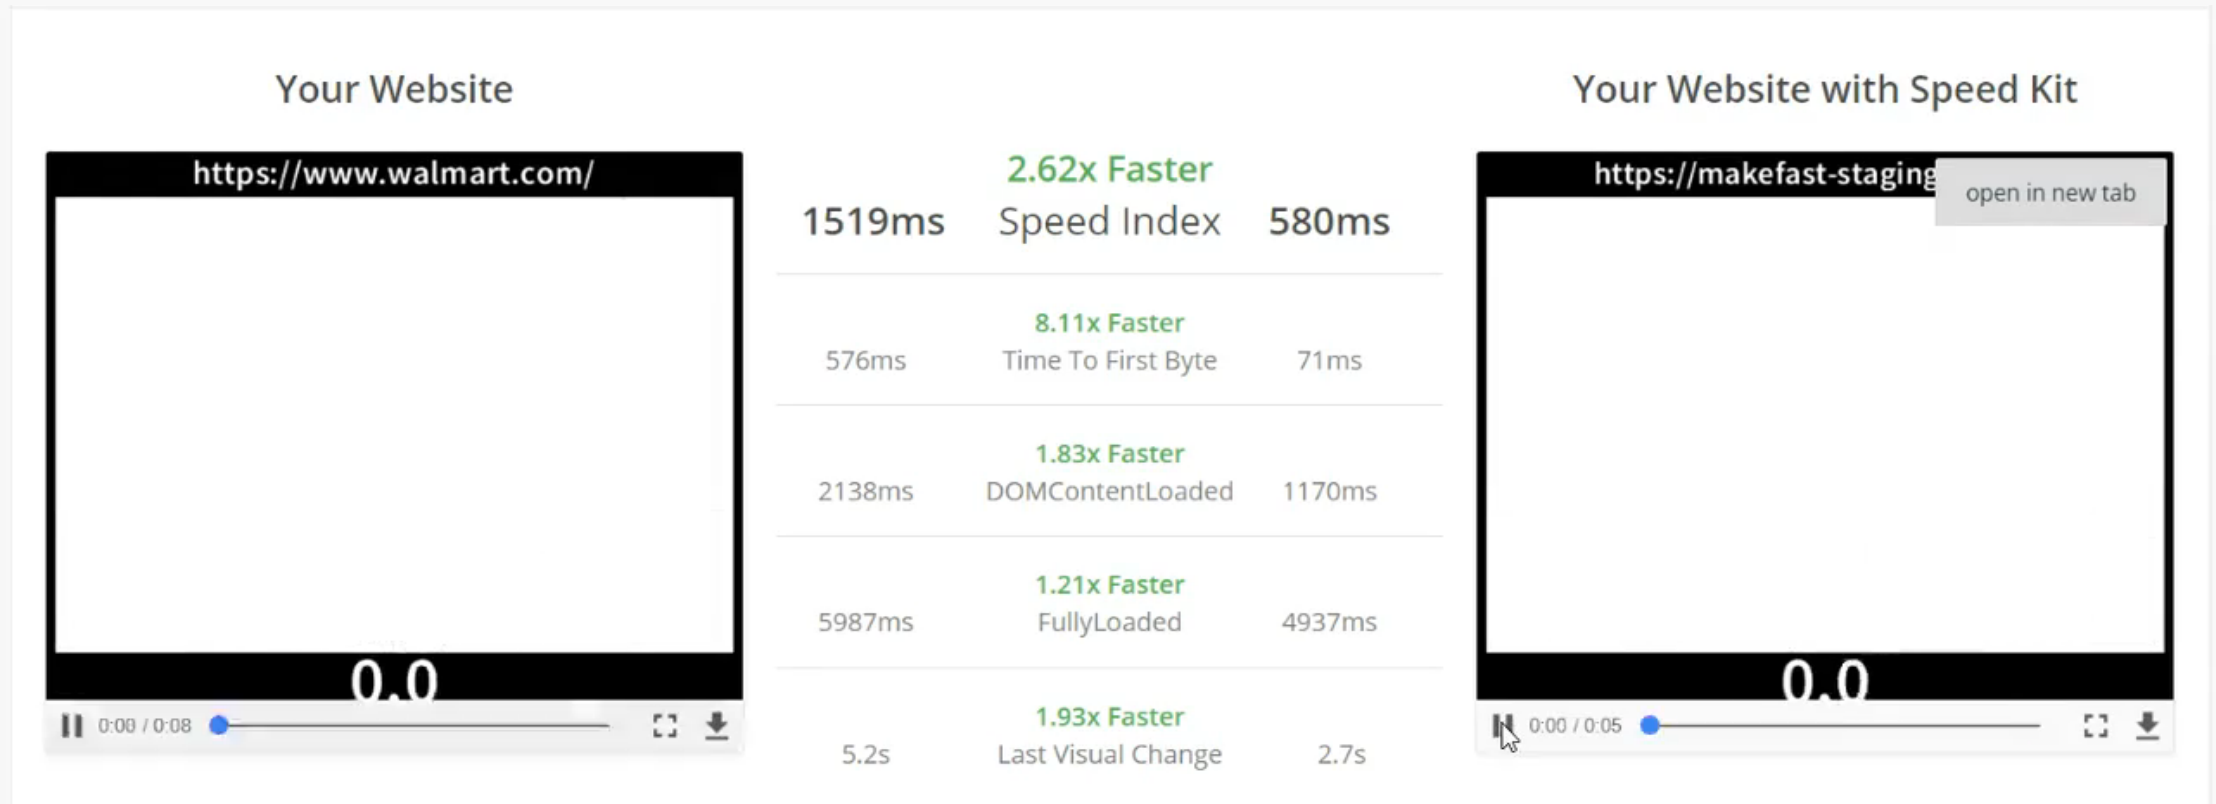 Your Website
Your Website with Speed Kit
https://www.walmart.com/
0.0
0:00 / 0:08
2.62x Faster
1519ms Speed Index 580ms
8.11x Faster
576ms Time To First Byte 71ms
1.83x Faster
2138ms DOMContentLoaded 1170ms
1.21x Faster
5987ms FullyLoaded 4937ms
1.93x Faster
5.2s Last Visual Change 2.7s
https://makefast-staging
open in new tab
0.0
0:00 / 0:05